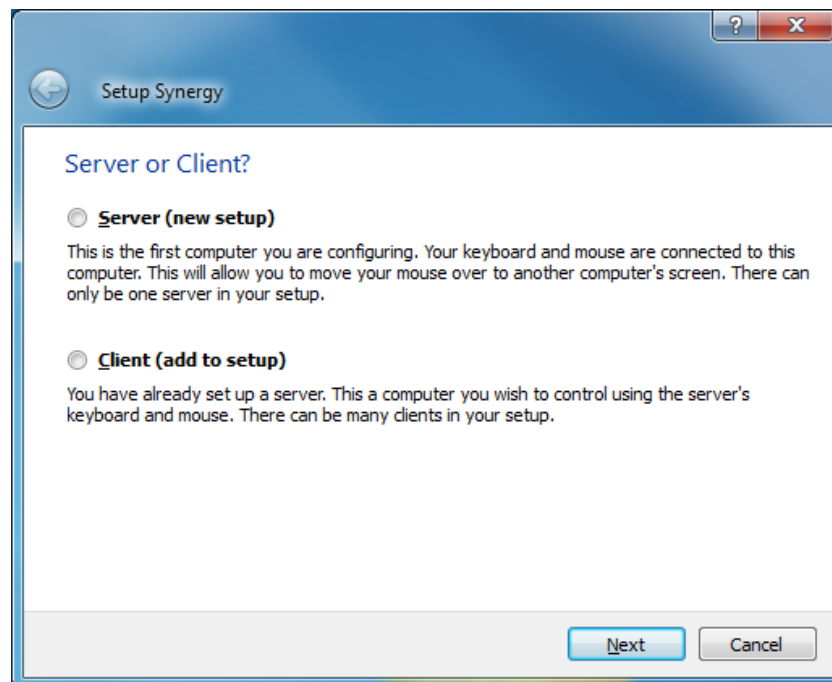 ?
Setup Synergy
Server or Client?
Server (new setup)
This is the first computer you are configuring. Your keyboard and mouse are connected to this
computer. This will allow you to move your mouse over to another computer's screen. There can
only be one server in your setup.
Client (add to setup)
You have already set up a server. This a computer you wish to control using the server's
keyboard and mouse. There can be many clients in your setup.
Next
Cancel